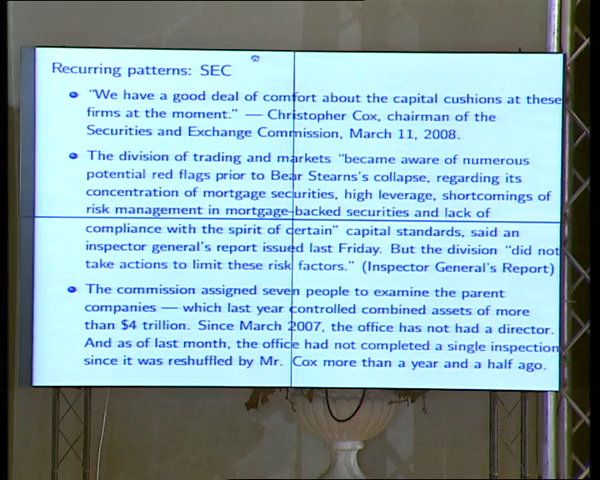 Recurring patterns: SEC
"We have a good deal of comfort about the capital cushions at these
firms at the moment." — Christopher Cox, chairman of the
Securities and Exchange Commission, March 11, 2008.
The division of trading and markets "became aware of numerous
potential red flags prior to Bear Stearns's collapse, regarding its
concentration of mortgage securities, high leverage, shortcomings of
risk management in mortgage-backed securities and lack of
compliance with the spirit of certain" capital standards, said an
inspector general's report issued last Friday. But the division "did not
take actions to limit these risk factors." (Inspector General's Report)
The commission assigned seven people to examine the parent
companies — which last year controlled combined assets of more
than $4 trillion. Since March 2007, the office has not had a director.
And as of last month, the office had not completed a single inspection
since it was reshuffled by Mr. Cox more than a year and a half ago.